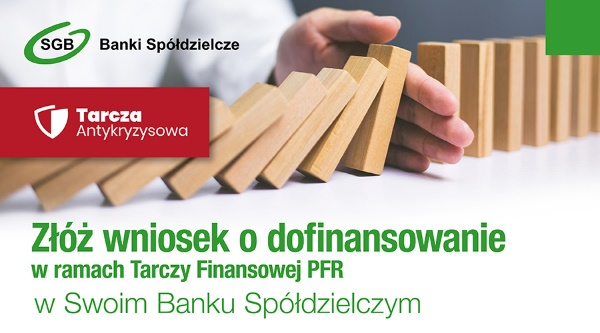 SGB Banki Spółdzielcze
Tarcza
Antykryzysowa
Złóż wniosek o dofinansowanie
w ramach Tarczy Finansowej PFR
w Swoim Banku Spółdzielczym